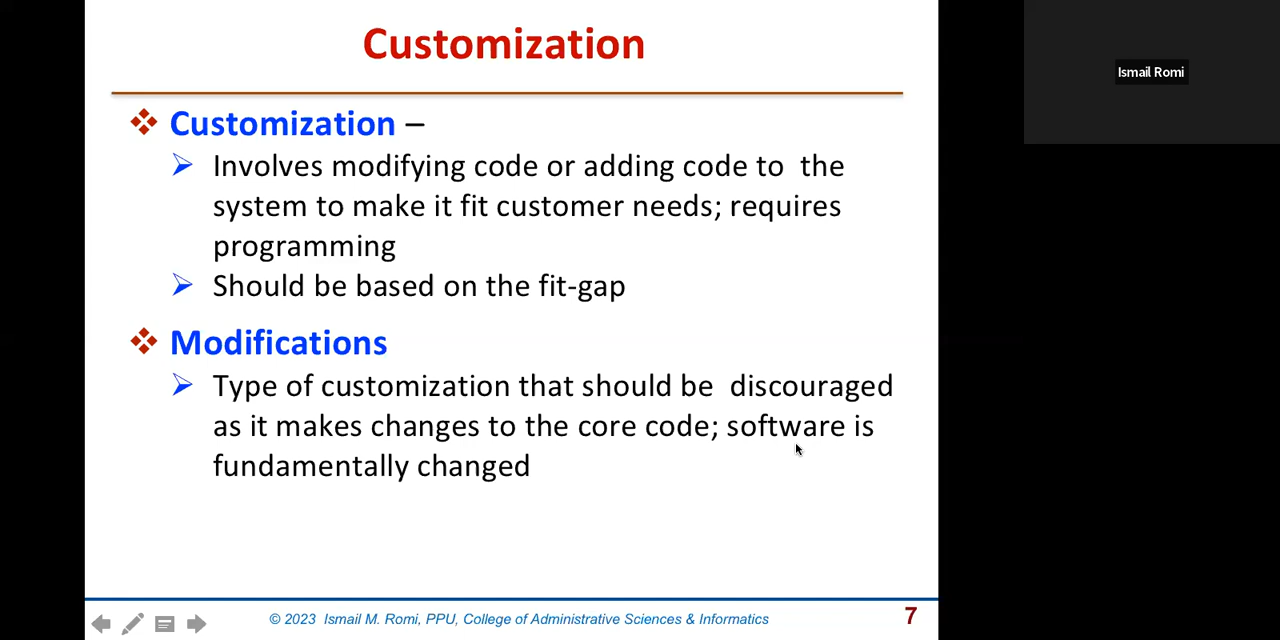 Customization
Ismail Romi
Customization –
Involves modifying code or adding code to the
system to make it fit customer needs; requires
programming
Should be based on the fit-gap
Modifications
Type of customization that should be discouraged
as it makes changes to the core code; software is
fundamentally changed
© 2023 Ismail M. Romi, PPU, College of Administrative Sciences & Informatics
7